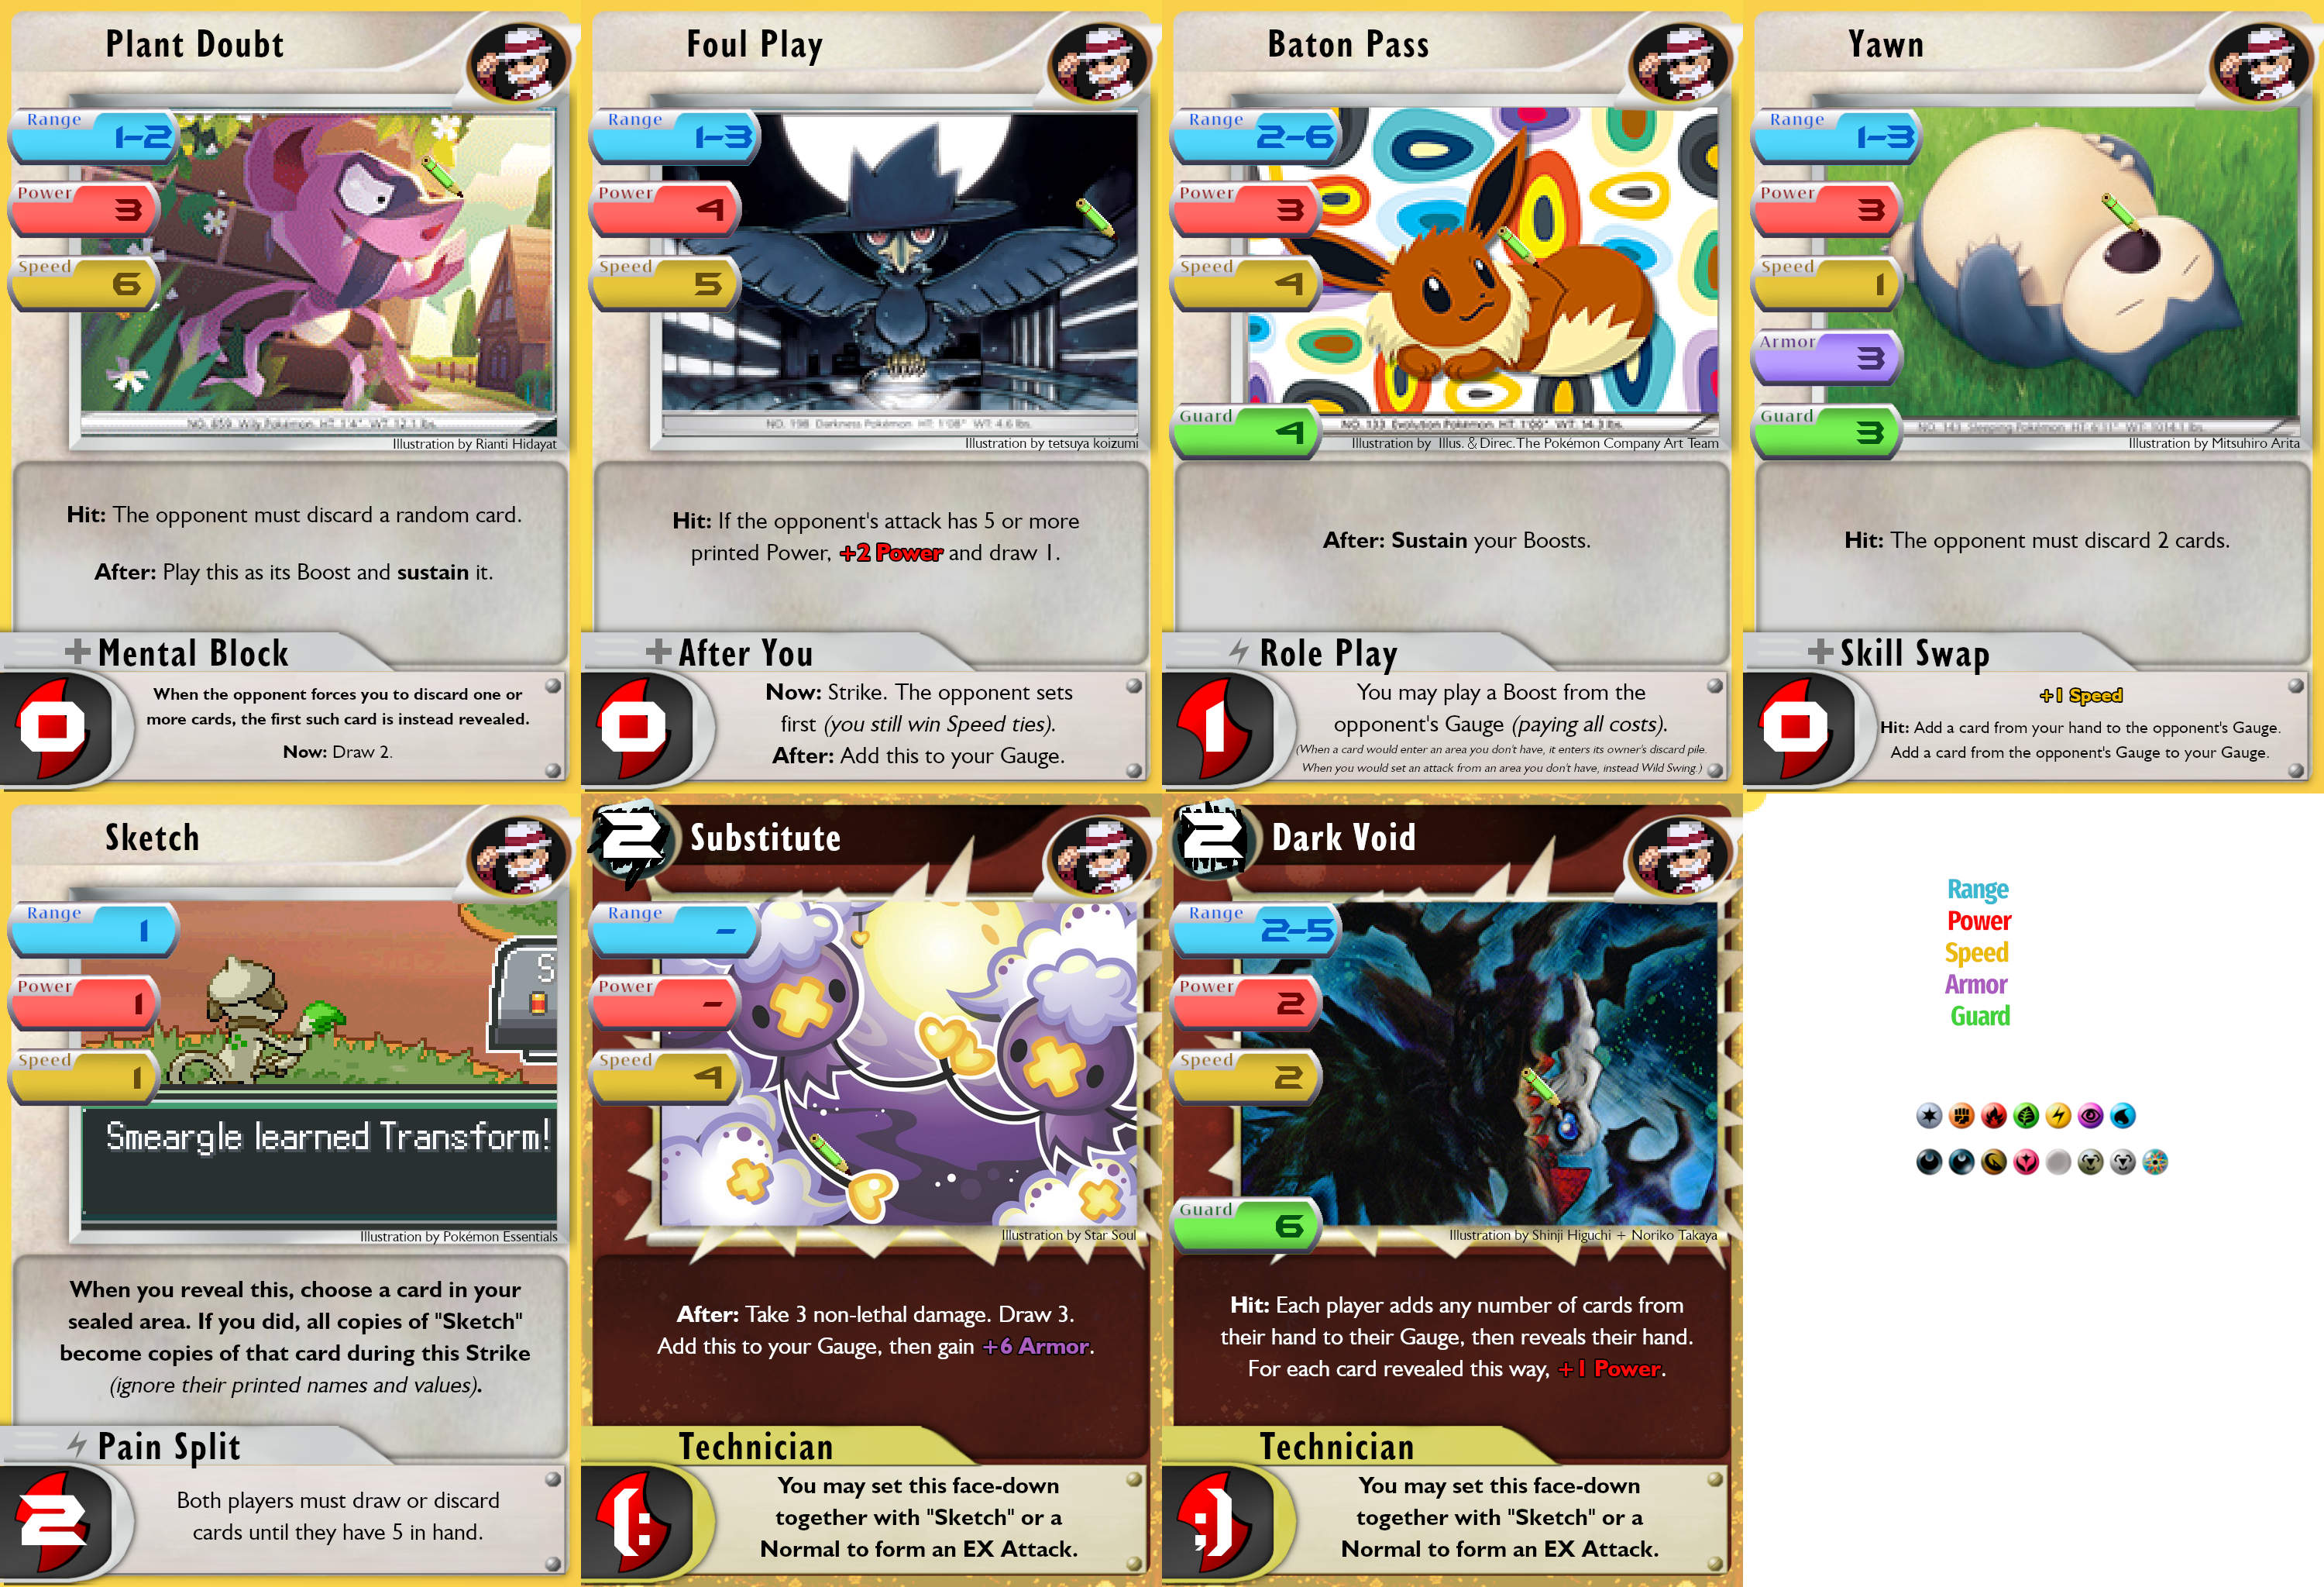 Plant Doubt
Range 1-2
Power 3
Speed 6
Illustration by Rianti Hidayat
Hit: The opponent must discard a random card.
After: Play this as its Boost and sustain it.
+ Mental Block
0
When the opponent forces you to discard one or
more cards, the first such card is instead revealed.
Now: Draw 2.
Foul Play
Range 1-3
Power 4
Speed 5
Illustration by tetsuya koizumi
Hit: If the opponent's attack has 5 or more
printed Power, +2 Power and draw 1.
+ After You
0
Now: Strike. The opponent sets
first (you still win Speed ties).
After: Add this to your Gauge.
Baton Pass
Range 2-6
Power 3
Speed 4
Guard 4
Illustration by Illus. & Direc. The Pokémon Company Art Team
After: Sustain your Boosts.
Role Play
1
You may play a Boost from the
opponent's Gauge (paying all costs).
(When a card would enter an area you don't have, it enters its owner's discard pile.
When you would set an attack from an area you don't have, instead Wild Swing.)
Yawn
Range 1-3
Power 3
Speed 1
Armor 3
Guard 3
Illustration by Mitsuhiro Arita
Hit: The opponent must discard 2 cards.
+ Skill Swap
0
+1 Speed
Hit: Add a card from your hand to the opponent's Gauge.
Add a card from the opponent's Gauge to your Gauge.
Sketch
Range 1
Power 1
Speed 1
S
Smeargle learned Transform!
Illustration by Pokémon Essentials
When you reveal this, choose a card in your
sealed area. If you did, all copies of "Sketch"
become copies of that card during this Strike
(ignore their printed names and values).
Pain Split
2
Both players must draw or discard
cards until they have 5 in hand.
2
Substitute
Range -
Power -
Speed 4
Illustration by Star Soul
After: Take 3 non-lethal damage. Draw 3.
Add this to your Gauge, then gain +6 Armor.
Technician
(:
You may set this face-down
together with "Sketch" or a
Normal to form an EX Attack.
2
Dark Void
Range 2-5
Power 2
Speed 2
Guard 6
Illustration by Shinji Higuchi + Noriko Takaya
Hit: Each player adds any number of cards from
their hand to their Gauge, then reveals their hand.
For each card revealed this way, +1 Power.
Technician
;)
You may set this face-down
together with "Sketch" or a
Normal to form an EX Attack.
Range
Power
Speed
Armor
Guard